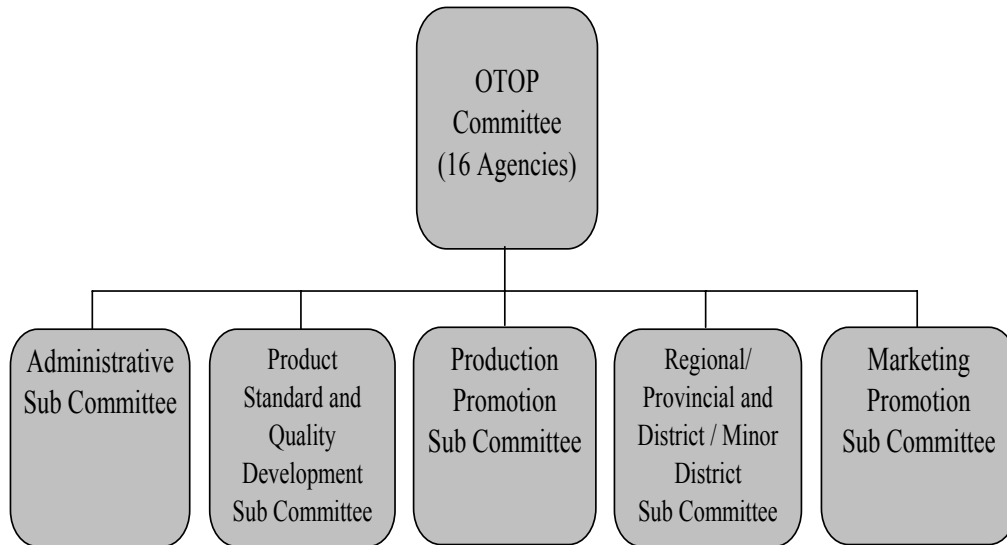 OTOP
Committee
(16 Agencies)
Administrative
Sub Committee
Product
Standard and
Quality
Development
Sub Committee
Production
Promotion
Sub Committee
Regional/
Provincial and
District / Minor
District
Sub Committee
Marketing
Promotion
Sub Committee